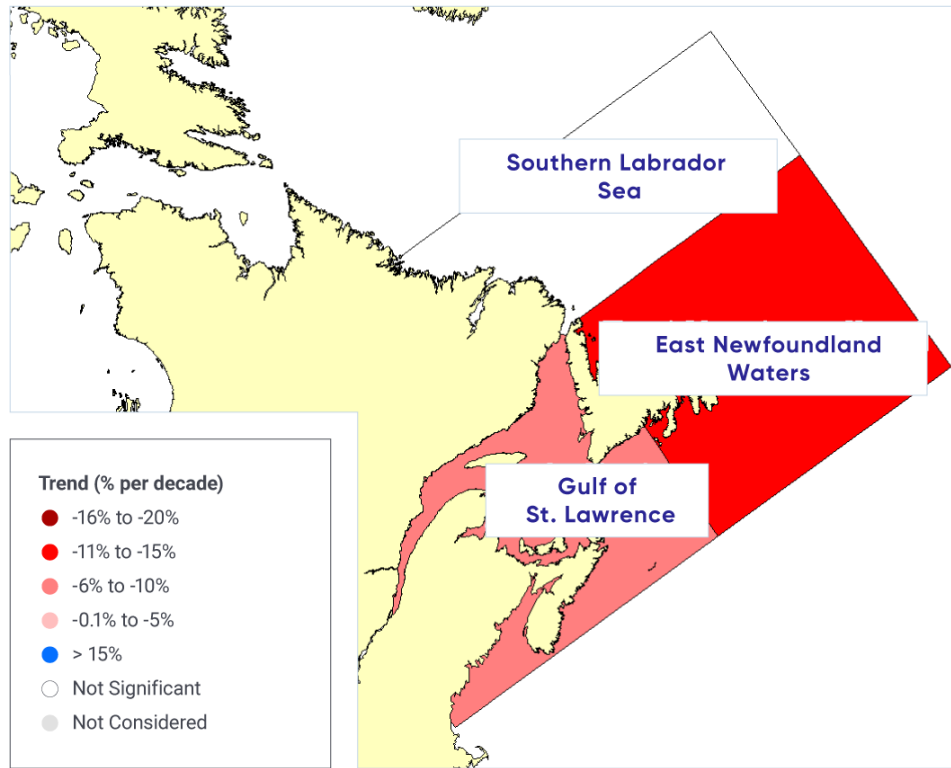 Southern Labrador
Sea
East Newfoundland
Waters
Gulf of
St. Lawrence
Trend (% per decade)
-16% to -20%
-11% to -15%
-6% to -10%
-0.1% to -5%
> 15%
Not Significant
Not Considered